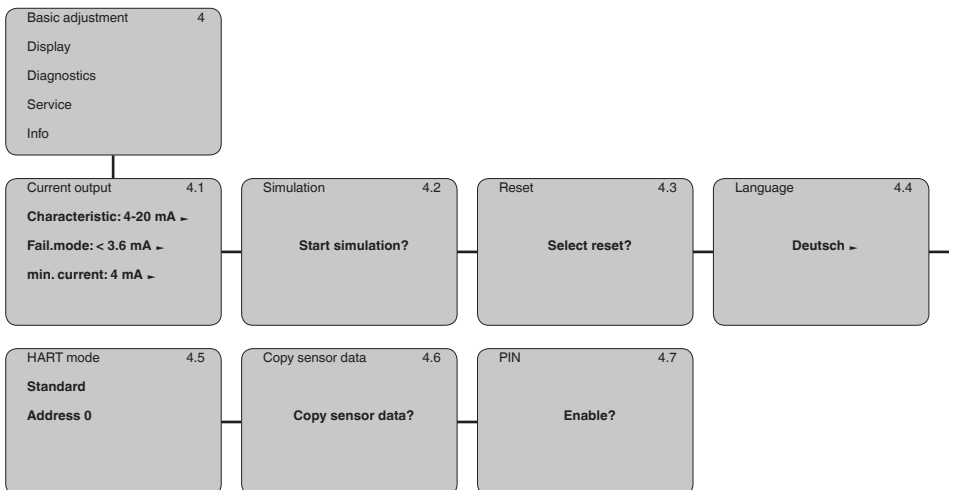 Basic adjustment 4
Display
Diagnostics
Service
Info
Current output 4.1
Characteristic: 4-20 mA ►
Fail.mode: < 3.6 mA ►
min. current: 4 mA ►
Simulation 4.2
Start simulation?
Reset 4.3
Select reset?
Language 4.4
Deutsch ►
HART mode 4.5
Standard
Address 0
Copy sensor data 4.6
Copy sensor data?
PIN 4.7
Enable?